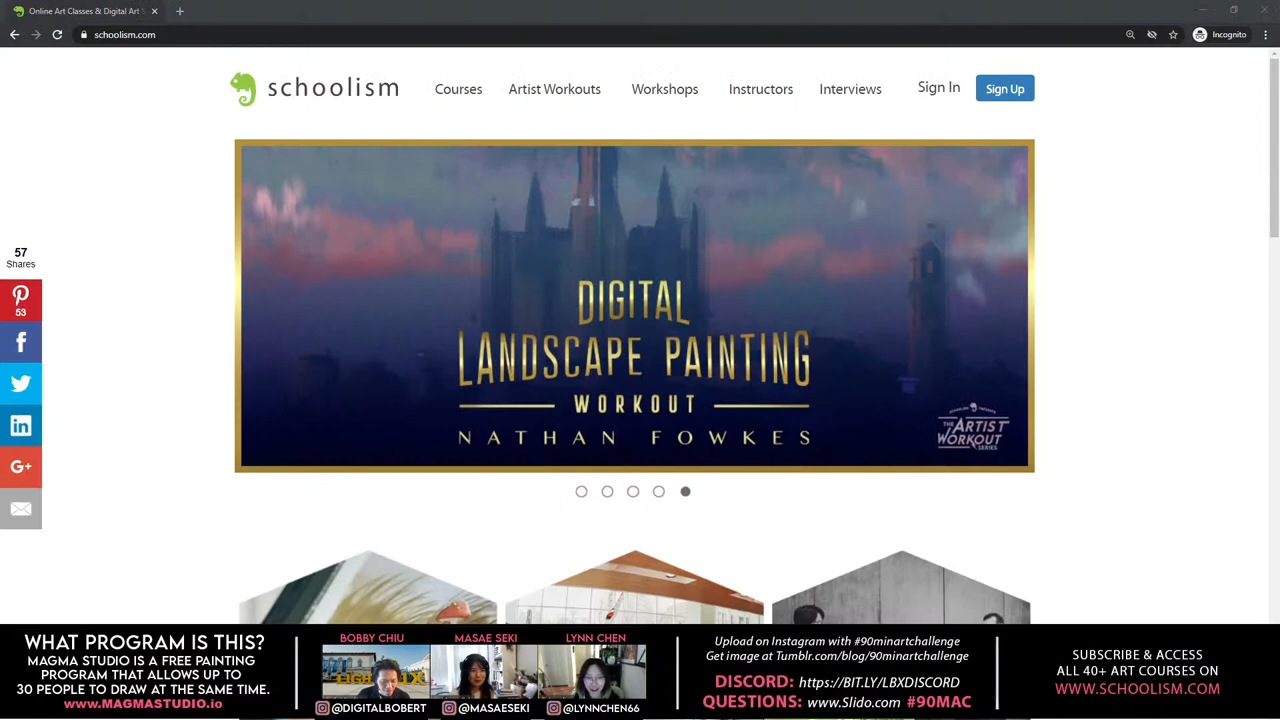 Online Art Classes & Digital Art
schoolism.com
Incognito
schoolism
Courses
Artist Workouts
Workshops
Instructors
Interviews
Sign In
Sign Up
DIGITAL
LANDSCAPE PAINTING
WORKOUT
NATHAN FOWKES
SCHOOLISM PRESENTS
THE ARTIST
WORKOUT
SERIES
57
Shares
53
G+
WHAT PROGRAM IS THIS?
MAGMA STUDIO IS A FREE PAINTING
PROGRAM THAT ALLOWS UP TO
30 PEOPLE TO DRAW AT THE SAME TIME.
www.MAGMASTUDIO.io
BOBBY CHIU
MASAE SEKI
LYNN CHEN
@DIGITALBOBERT
@MASAESEKI
@LYNNCHEN66
Upload on Instagram with #90minartchallenge
Get image at Tumblr.com/blog/90minartchallenge
DISCORD: https://BIT.LY/LBXDISCORD
QUESTIONS: www.Slido.com #90MAC
SUBSCRIBE & ACCESS
ALL 40+ ART COURSES ON
WWW.SCHOOLISM.COM